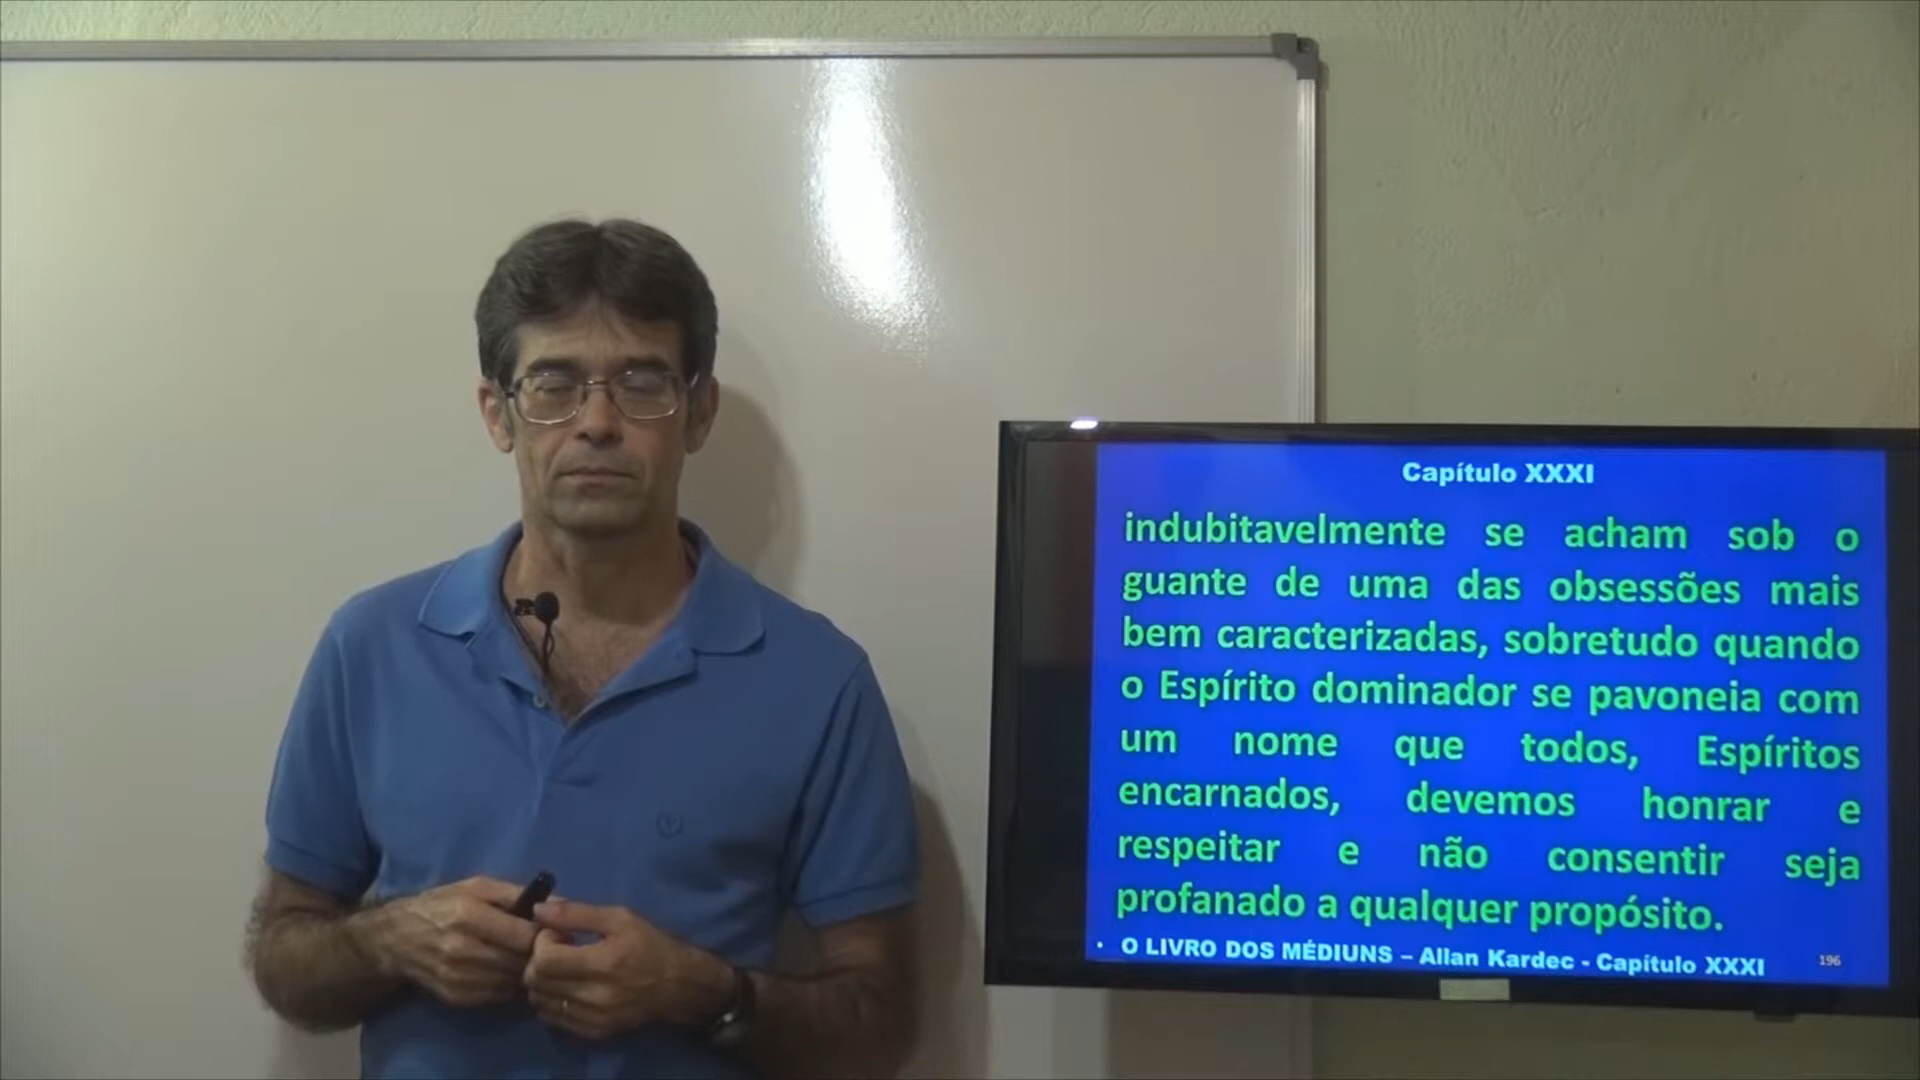 Capítulo XXXI
indubitavelmente se acham sob o
guante de uma das obsessões mais
bem caracterizadas, sobretudo quando
o Espírito dominador se pavoneia com
um nome que todos, Espíritos
encarnados, devemos honrar e
respeitar e não consentir seja
profanado a qualquer propósito.
• O LIVRO DOS MÉDIUNS – Allan Kardec - Capítulo XXXI
196